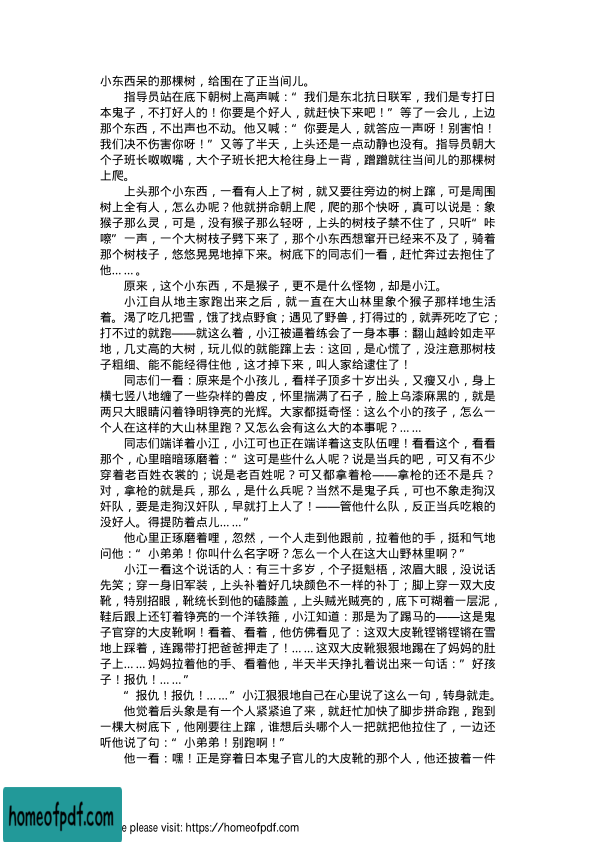 小东西呆的那棵树，给围在了正当间儿。
指导员站在底下朝树上高声喊：“我们是东北抗日联军，我们是专打日
本鬼子，不打好人的！你要是个好人，就赶快下来吧！”等了一会儿，上边
那个东西，不出声也不动。他又喊：“你要是人，就答应一声呀！别害怕！
我们决不伤害你呀！”又等了半天，上头还是一点动静也没有。指导员朝大
个子班长呶呶嘴，大个子班长把大枪往身上一背，蹭蹭就往当间儿的那棵树
上爬。
上头那个小东西，一看有人上了树，就又要往旁边的树上蹿，可是周围
树上全有人，怎么办呢？他就拼命朝上爬，爬的那个快呀，真可以说是：象
猴子那么灵，可是，没有猴子那么轻呀，上头的树枝子禁不住了，只听“咔
嚓”一声，一个大树枝子劈下来了，那个小东西想窜开已经来不及了，骑着
那个树枝子，悠悠晃晃地掉下来。树底下的同志们一看，赶忙奔过去抱住了
他……。
原来，这个小东西，不是猴子，更不是什么怪物，却是小江。
小江自从地主家跑出来之后，就一直在大山林里象个猴子那样地生活
着。渴了吃几把雪，饿了找点野食；遇见了野兽，打得过的，就弄死吃了它；
打不过的就跑——就这么着，小江被逼着练会了一身本事：翻山越岭如走平
地，几丈高的大树，玩儿似的就能蹿上去：这回，是心慌了，没注意那树枝
子粗细、能不能经得住他，这才掉下来，叫人家给逮住了！
同志们一看：原来是个小孩儿，看样子顶多十岁出头，又瘦又小，身上
横七竖八地缠了一些杂样的兽皮，怀里揣满了石子，脸上乌漆麻黑的，就是
两只大眼睛闪着铮明铮亮的光辉。大家都挺奇怪：这么个小的孩子，怎么一
个人在这样的大山林里跑？又怎么会有这么大的本事呢？……
同志们端详着小江，小江可也正在端详着这支队伍哩！看看这个，看看
那个，心里暗暗琢磨着：“这可是些什么人呢？说是当兵的吧，可又有不少
穿着老百姓衣裳的；说是老百姓呢？可又都拿着枪——拿枪的还不是兵？
对，拿枪的就是兵，那么，是什么兵呢？当然不是鬼子兵，可也不象走狗汉
奸队，要是走狗汉奸队，早就打上人了！——管他什么队，反正当兵吃粮的
没好人。得提防着点儿……”
他心里正琢磨着哩，忽然，一个人走到他跟前，拉着他的手，挺和气地
问他：“小弟弟！你叫什么名字呀？怎么一个人在这大山野林里啊？”
小江一看这个说话的人：有三十多岁，个子挺魁梧，浓眉大眼，没说话
先笑；穿一身旧军装，上头补着好几块颜色不一样的补丁；脚上穿一双大皮
靴，特别招眼，靴统长到他的磕膝盖，上头贼光贼亮的，底下可糊着一层泥，
鞋后跟上还钉着铮亮的一个洋铁箍，小江知道：那是为了踢马的——这是鬼
子官穿的大皮靴啊！看着、看着，他仿佛看见了：这双大皮靴铿锵铿锵在雪
地上踩着，连踢带打把爸爸押走了！……这双大皮靴狠狠地踢在了妈妈的肚
子上……妈妈拉着他的手、看着他，半天半天挣扎着说出来一句话：”好孩
子！报仇！……”
“报仇！报仇！……”小江狠狠地自己在心里说了这么一句，转身就走。
他觉着后头象是有一个人紧紧追了来，就赶忙加快了脚步拼命跑，跑到
一棵大树底下，他刚要往上蹿，谁想后头哪个人一把就把他拉住了，一边还
听他说了句：“小弟弟！别跑啊！”
他一看：嘿！正是穿着日本鬼子官儿的大皮靴的那个人，他还披着一件
homeofpdf.com
e please visit: https://homeofpdf.com